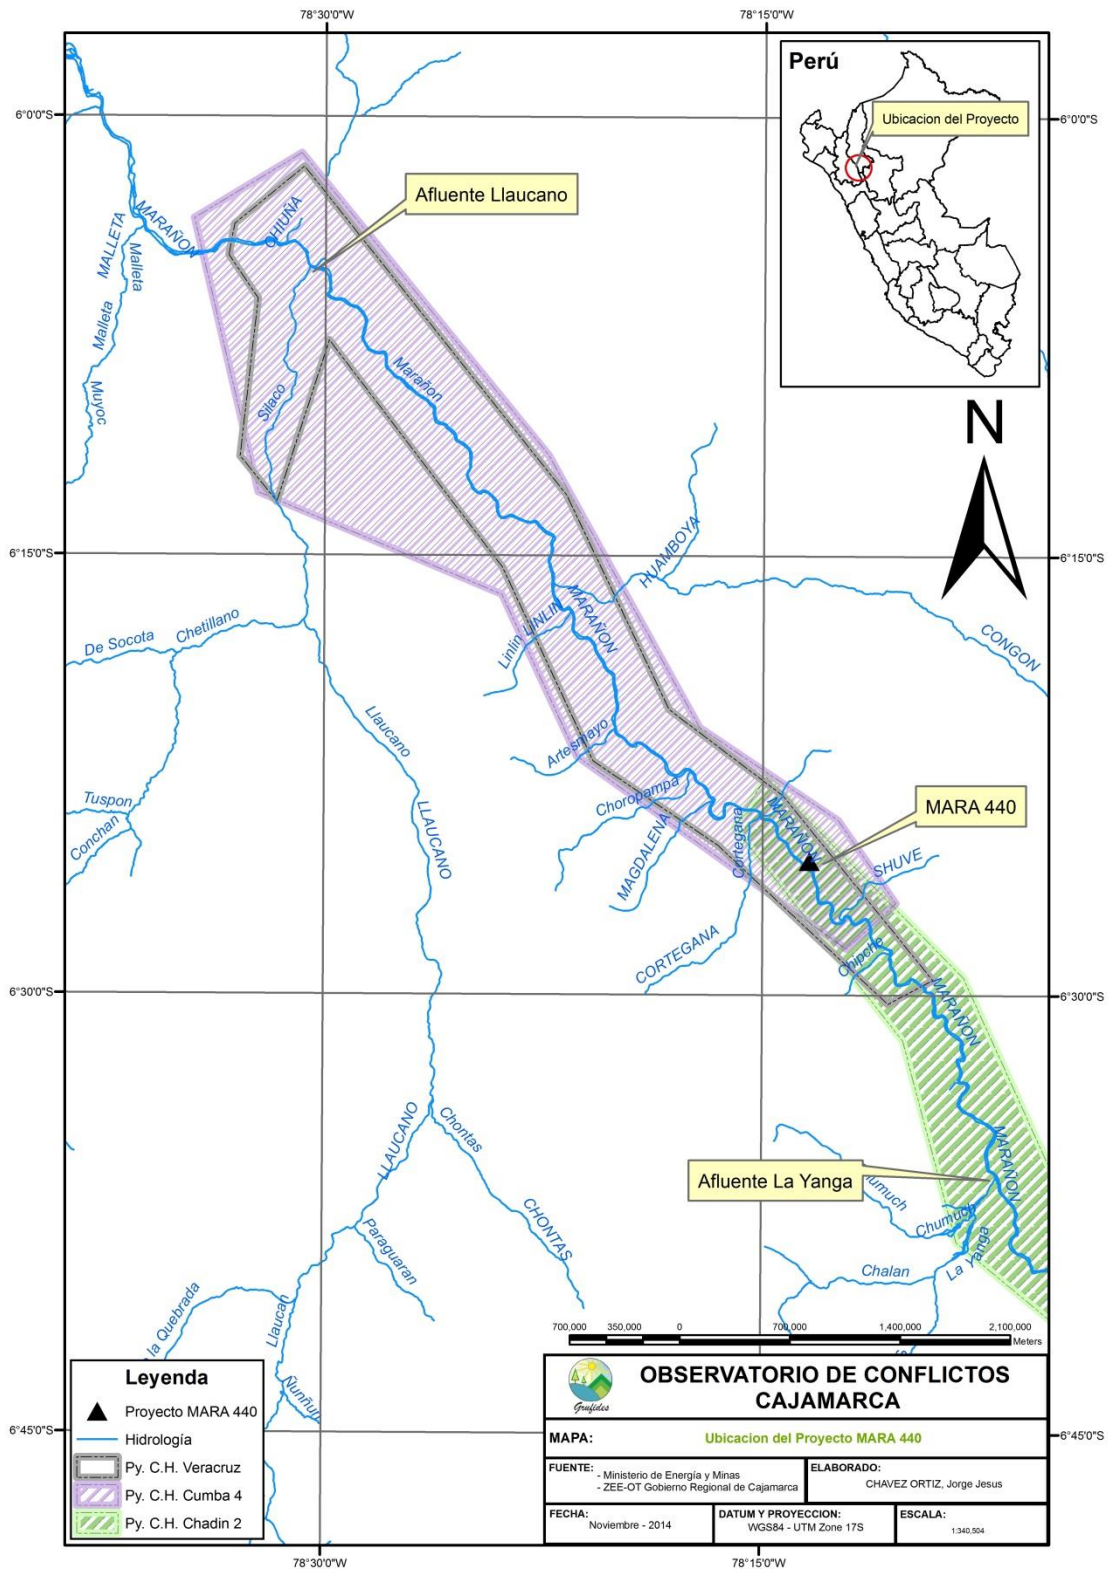 78°30'0"W
78°15'0"W
6°0'0"S
6°0'0"S
Perú
Ubicacion del Proyecto
Afluente Llaucano
MALLETA
Malleta
MARAÑON
CHIUÑA
Malleta
Muyoc
Silaco
Marañon
N
6°15'0"S
6°15'0"S
HUAMBOYA
MARAÑON
Linlin
LINLIN
CONGON
De Socota
Chetillano
Llaucano
Artesmayo
Tuspon
Conchan
LLAUCANO
Choropampa
MAGDALENA
Cortegana
MARAÑON
MARA 440
SHUVE
CORTEGANA
Chipche
6°30'0"S
6°30'0"S
MARAÑON
LLAUCANO
Chontas
MARAÑON
Afluente La Yanga
umuch
Chumuch
CHONTAS
Paraguaran
Chalan
La Yanga
la Quebrada
Llaucan
Ñunñun
700,000 350,000 0 700,000 1,400,000 2,100,000
Meters
Leyenda
Proyecto MARA 440
Hidrología
Py. C.H. Veracruz
Py. C.H. Cumba 4
Py. C.H. Chadin 2
6°45'0"S
6°45'0"S
Grufides
OBSERVATORIO DE CONFLICTOS
CAJAMARCA
MAPA: Ubicacion del Proyecto MARA 440
FUENTE:
- Ministerio de Energía y Minas
- ZEE-OT Gobierno Regional de Cajamarca
ELABORADO:
CHAVEZ ORTIZ, Jorge Jesus
FECHA:
Noviembre - 2014
DATUM Y PROYECCION:
WGS84 - UTM Zone 17S
ESCALA:
1:340,504
78°30'0"W
78°15'0"W